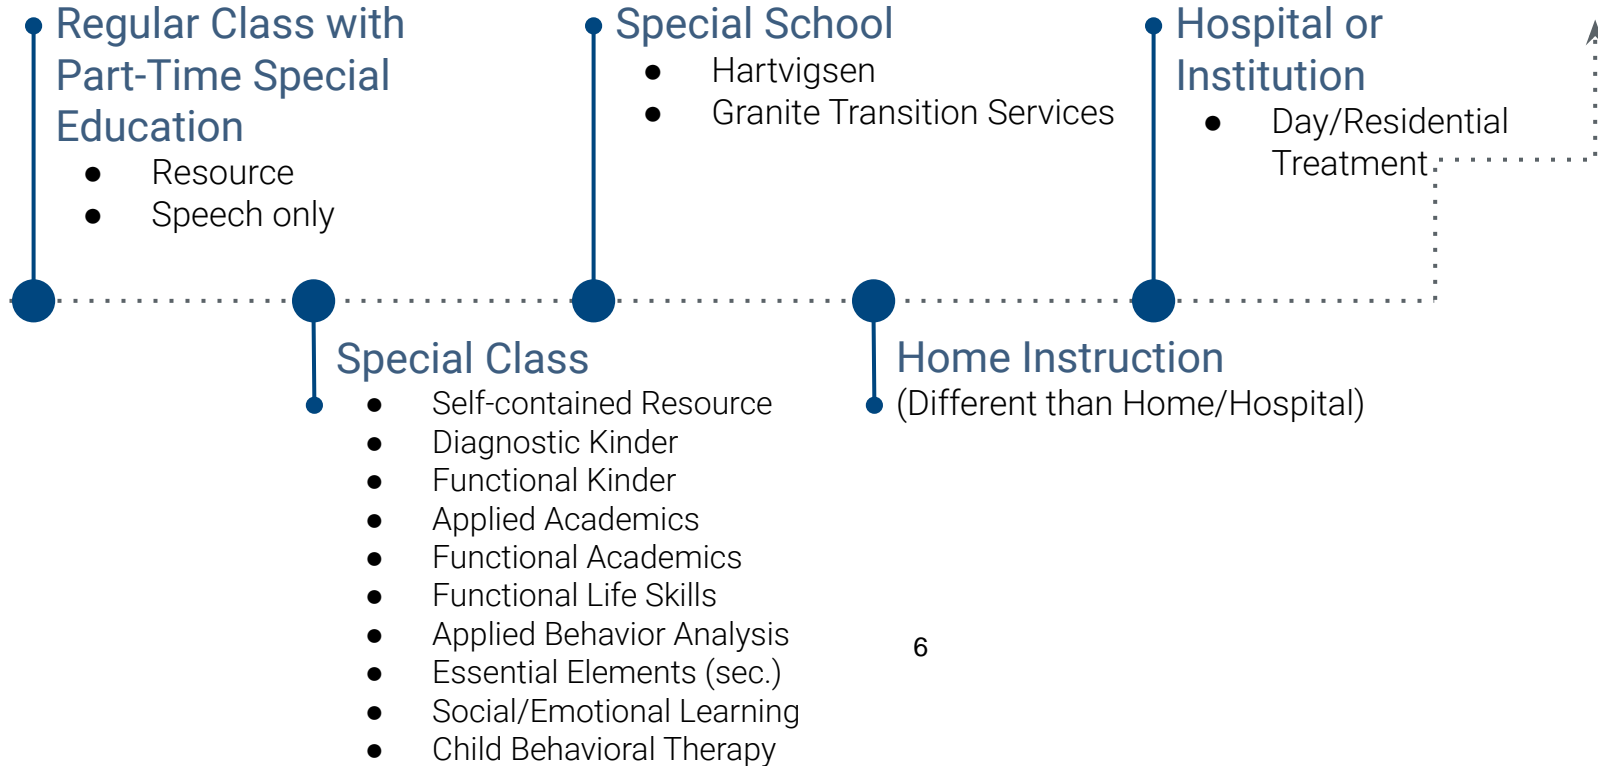 Regular Class with
Part-Time Special
Education
● Resource
● Speech only
Special Class
● Self-contained Resource
● Diagnostic Kinder
● Functional Kinder
● Applied Academics
● Functional Academics
● Functional Life Skills
● Applied Behavior Analysis
● Essential Elements (sec.)
● Social/Emotional Learning
● Child Behavioral Therapy
Special School
● Hartvigsen
● Granite Transition Services
Home Instruction
(Different than Home/Hospital)
Hospital or
Institution
● Day/Residential
Treatment
6